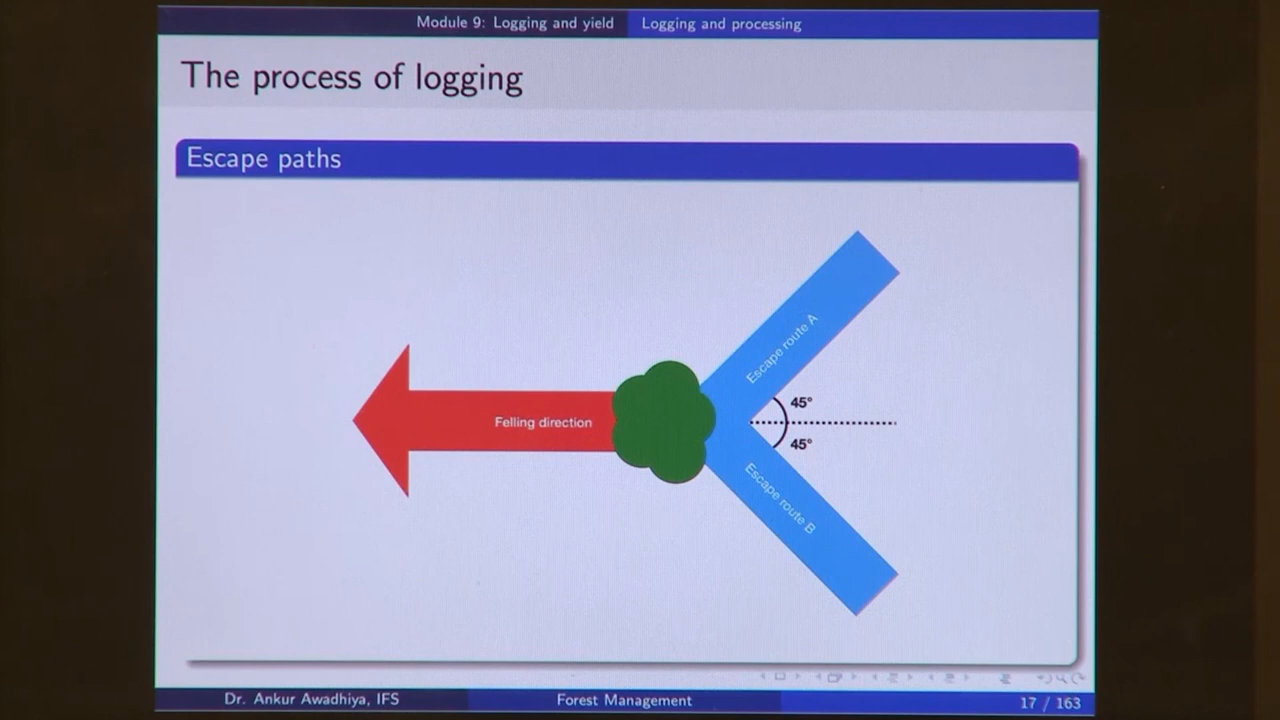 Module 9: Logging and yield Logging and processing
The process of logging
Escape paths
Escape route A
45°
Felling direction
45°
Escape route B
Dr. Ankur Awadhiya, IFS Forest Management 17 / 163